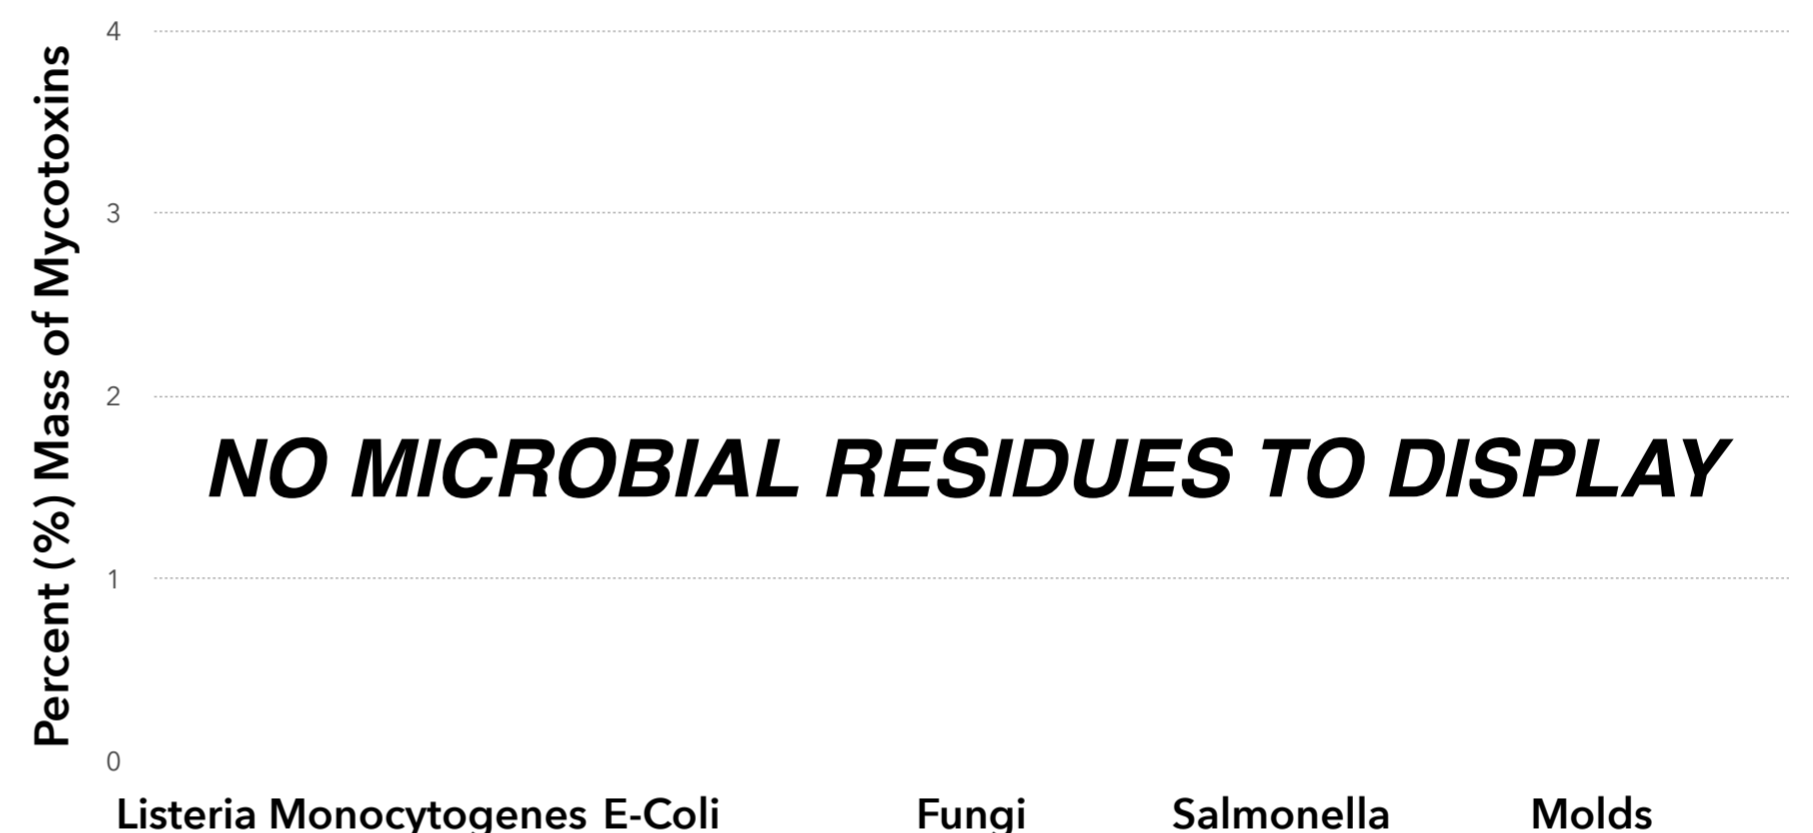 Percent (%) Mass of Mycotoxins
4
3
2
NO MICROBIAL RESIDUES TO DISPLAY
1
0
Listeria Monocytogenes E-Coli Fungi Salmonella Molds